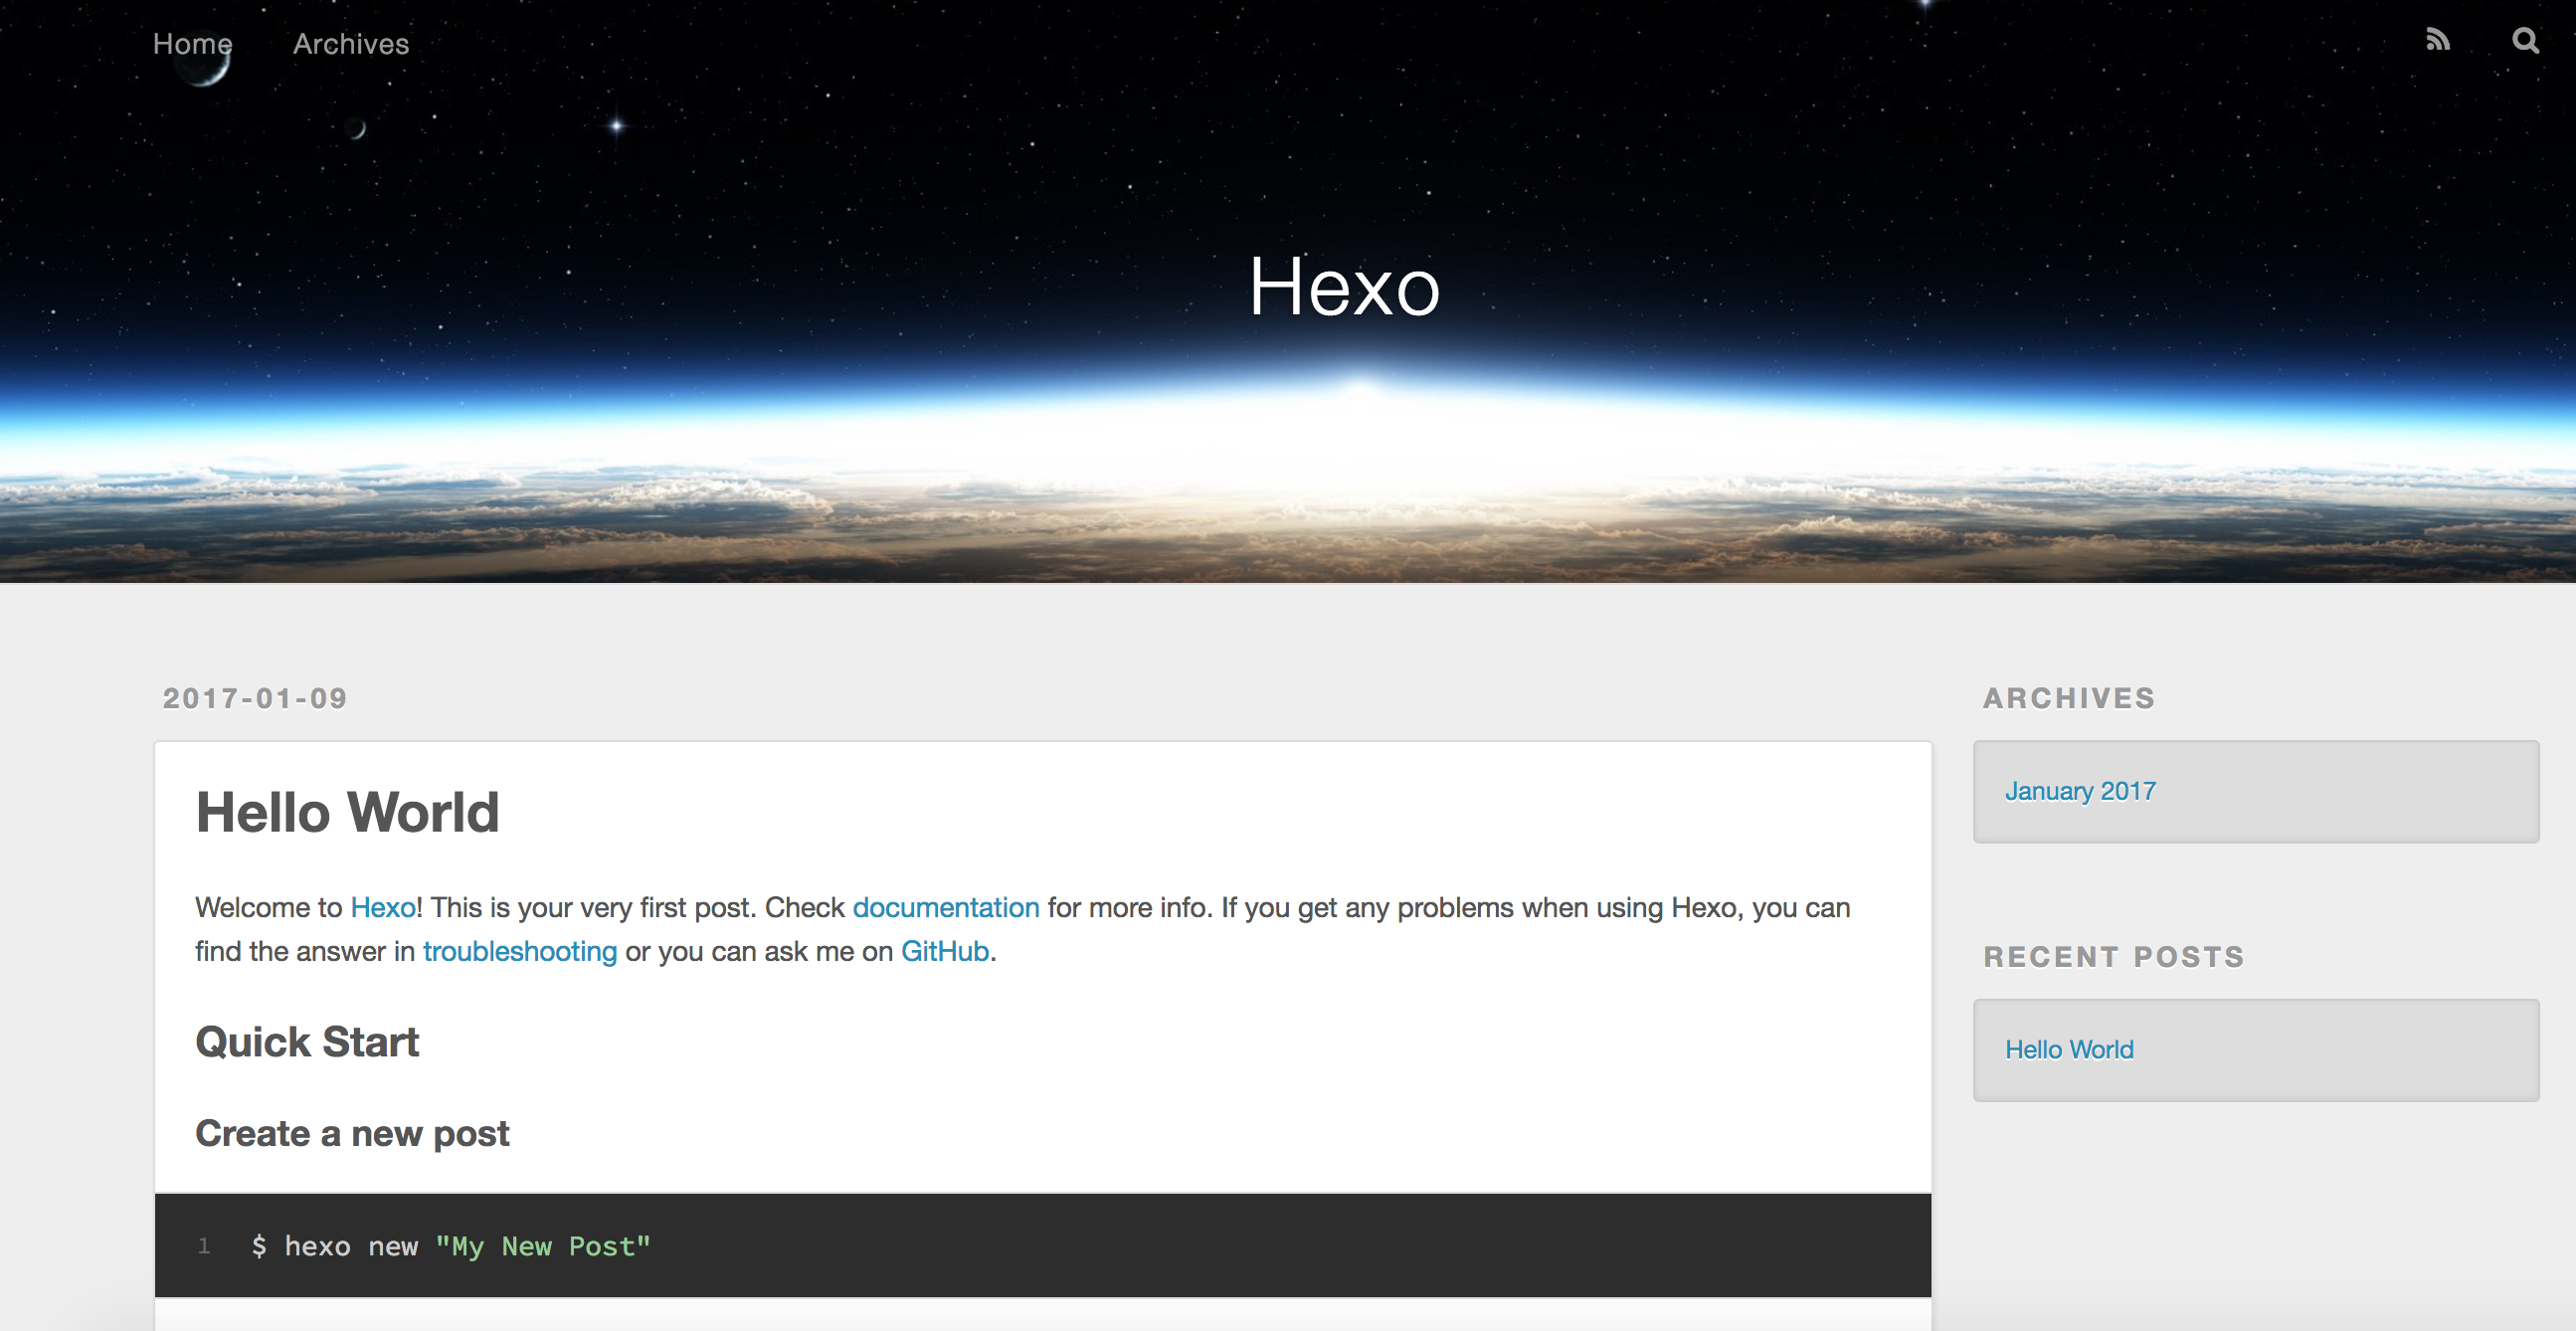 Home Archives
Hexo
2017-01-09
Hello World
Welcome to Hexo! This is your very first post. Check documentation for more info. If you get any problems when using Hexo, you can
find the answer in troubleshooting or you can ask me on GitHub.
Quick Start
Create a new post
1 $ hexo new "My New Post"
ARCHIVES
January 2017
RECENT POSTS
Hello World